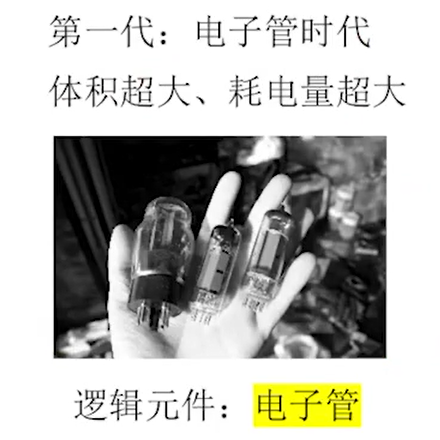 第一代：电子管时代
体积超大、耗电量超大
逻辑元件：电子管